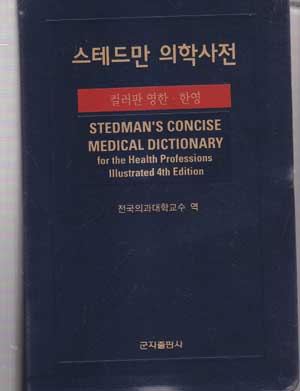 스테드만 의학사전
컬러판 영한·한영
STEDMAN'S CONCISE
MEDICAL DICTIONARY
for the Health Professions
Illustrated 4th Edition
전국의과대학교수 역
군자출판사